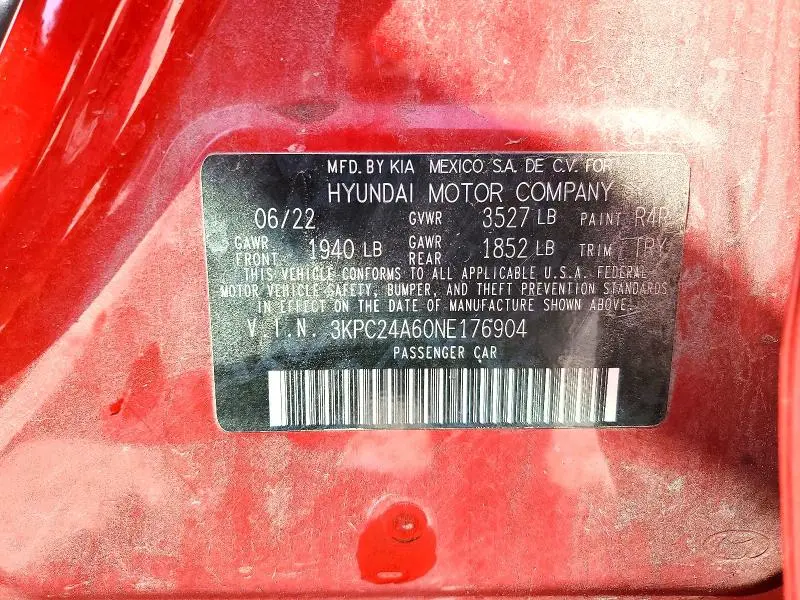 MFD. BY KIA MEXICO S.A. DE C.V. FOR
HYUNDAI MOTOR COMPANY
06/22 GVWR 3527 LB PAINT R4R
GAWR FRONT 1940 LB GAWR REAR 1852 LB TRIM TRY
THIS VEHICLE CONFORMS TO ALL APPLICABLE U.S.A. FEDERAL
MOTOR VEHICLE SAFETY, BUMPER, AND THEFT PREVENTION STANDARDS
IN EFFECT ON THE DATE OF MANUFACTURE SHOWN ABOVE.
V.I.N. 3KPC24A60NE176904
PASSENGER CAR